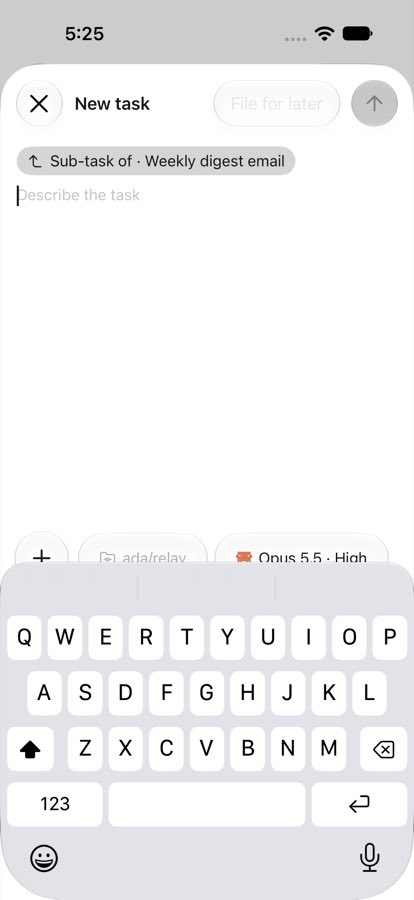 5:25
New task
File for later
Sub-task of · Weekly digest email
Describe the task
ada/relay
Opus 5.5 · High
Q W E R T Y U I O P
A S D F G H J K L
Z X C V B N M
123